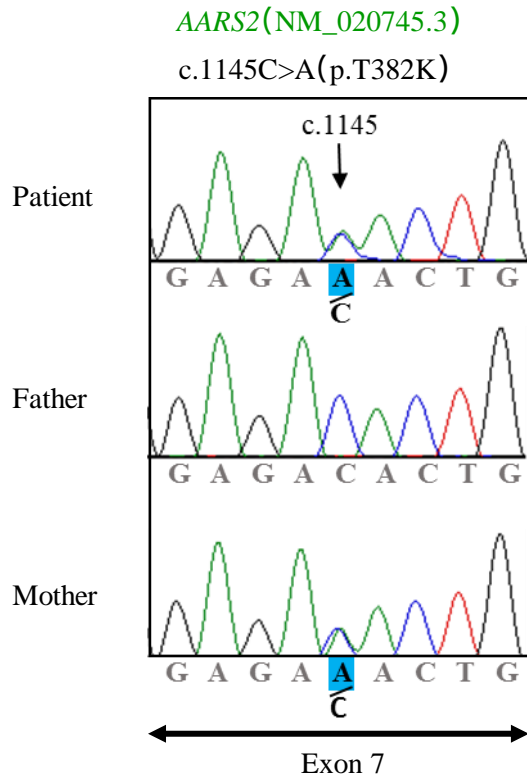 AARS2(NM_020745.3)
c.1145C>A(p.T382K)
c.1145
Patient
G A G A A A C T G
C
Father
G A G A C A C T G
Mother
G A G A A A C T G
C
Exon 7